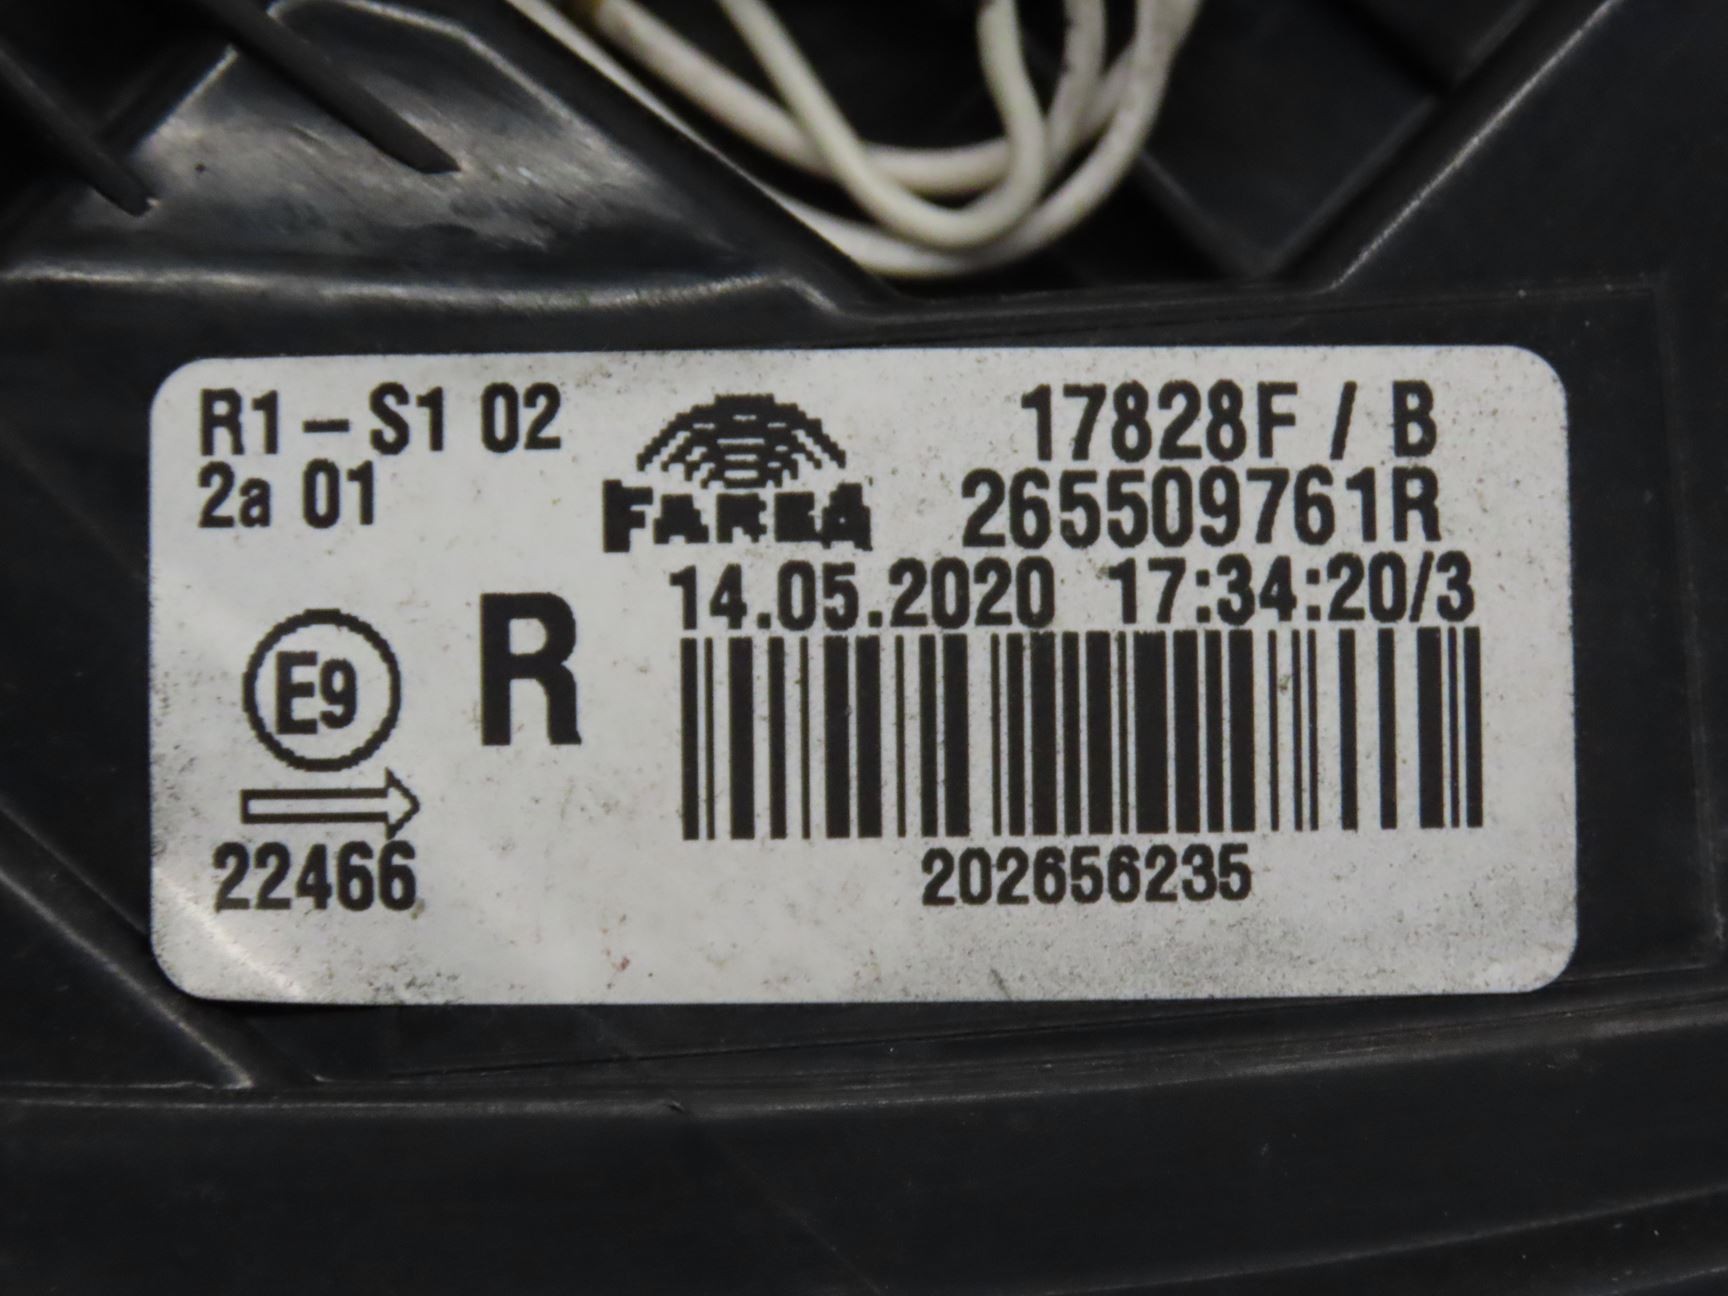 R1-S1 02
2a 01
E9
22466
R
FAREA
17828F / B
265509761R
14.05.2020 17:34:20/3
202656235